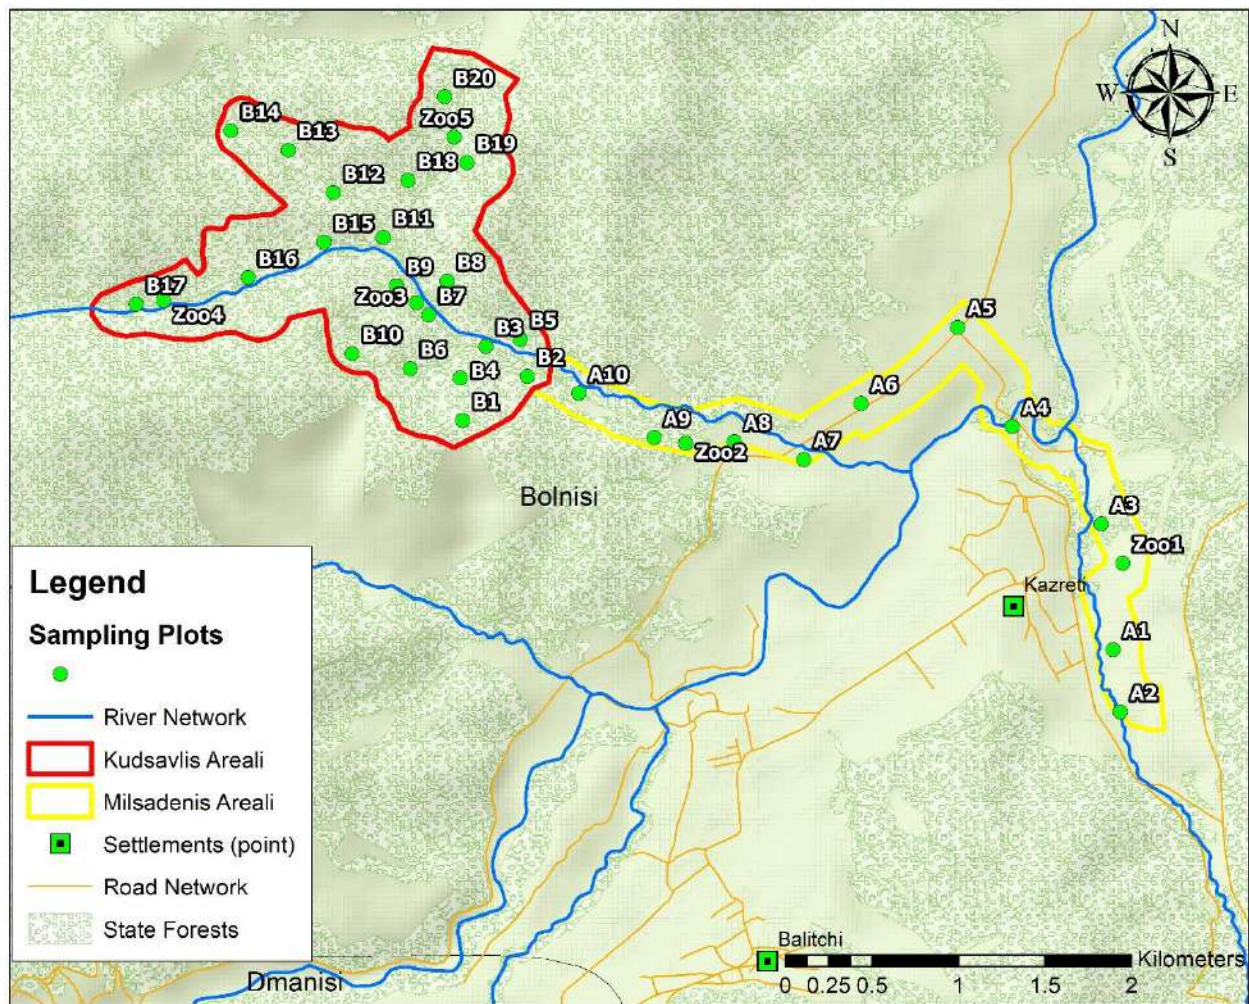 N
W E
S
B20
Zoo5
B14
B13
B19
B18
B12
B15 B11
B16
B9 B8
B17
Zoo3 B7
Zoo4
B5
B3
B10
B6
B2
B4
B1
A5
A10
A6
A4
A9 A8
Zoo2 A7
Bolnisi
A3
Zoo1
Kazreti
A1
A2
Legend
Sampling Plots
River Network
Kudsavlis Areali
Milsadenis Areali
Settlements (point)
Road Network
State Forests
Balitchi
Kilometers
Dmanisi
0 0.25 0.5 1 1.5 2